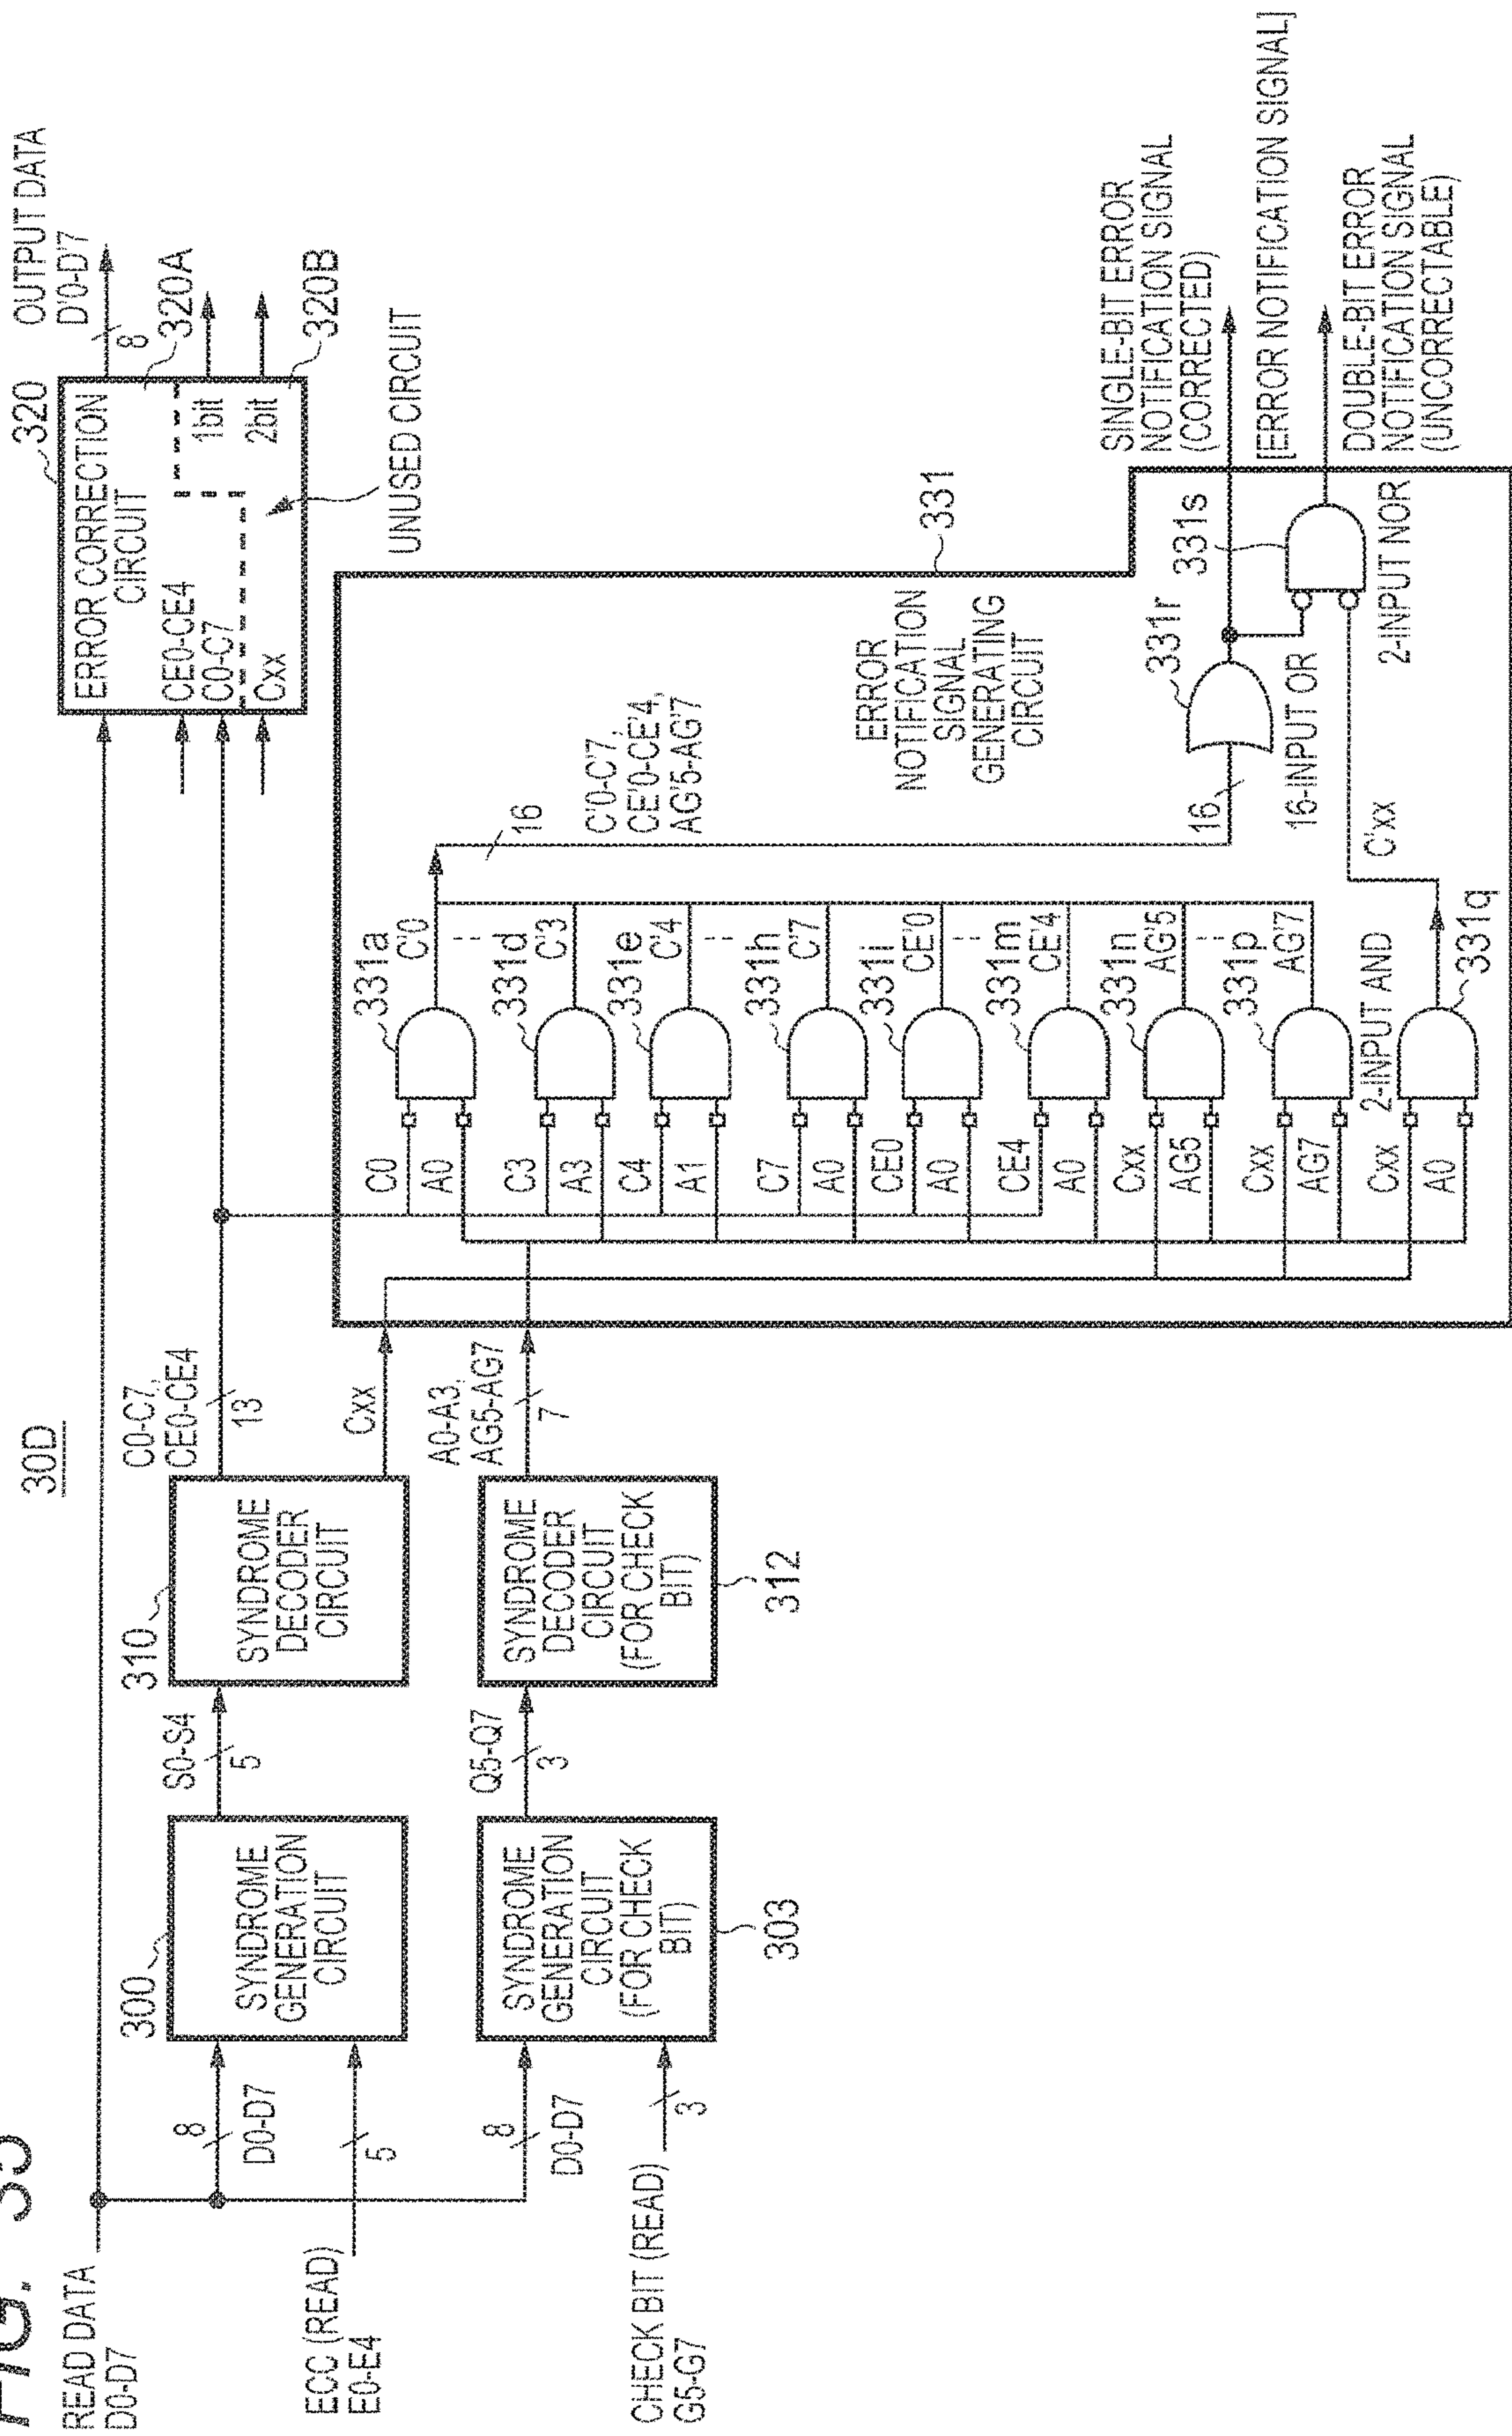 FIG. 35
30D
READ DATA
D0-D7
ECC (READ)
E0-E4
CHECK BIT (READ)
G5-G7
8
D0-D7
5
8
D0-D7
3
300
SYNDROME
GENERATION
CIRCUIT
SYNDROME
GENERATION
CIRCUIT
(FOR CHECK
BIT)
303
S0-S4
5
Q5-Q7
3
310
SYNDROME
DECODER
CIRCUIT
SYNDROME
DECODER
CIRCUIT
(FOR CHECK
BIT)
312
C0-C7,
CE0-CE4
13
Cxx
A0-A3,
AG5-AG7
7
320
ERROR CORRECTION
CIRCUIT
CE0-CE4
C0-C7
Cxx
1bit
2bit
OUTPUT DATA
D'0-D'7
8
320A
320B
UNUSED CIRCUIT
331
ERROR
NOTIFICATION
SIGNAL
GENERATING
CIRCUIT
C0
A0
331a
C'0
C3
A3
331d
C'3
C4
A1
331e
C'4
C7
A0
331h
C'7
CE0
A0
331i
CE'0
CE4
A0
331m
CE'4
Cxx
AG5
331n
AG'5
Cxx
AG7
331p
AG'7
2-INPUT AND
Cxx
A0
331q
16
C'0-C'7,
CE'0-CE'4,
AG'5-AG'7
16
331r
16-INPUT OR
C'xx
331s
2-INPUT NOR
SINGLE-BIT ERROR
NOTIFICATION SIGNAL
(CORRECTED)
[ERROR NOTIFICATION SIGNAL]
DOUBLE-BIT ERROR
NOTIFICATION SIGNAL
(UNCORRECTABLE)